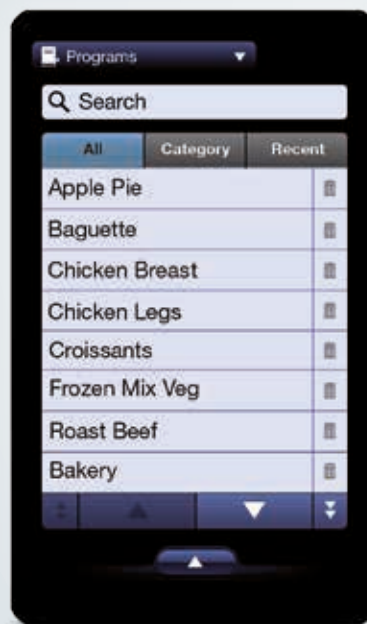 Programs
Search
All Category Recent
Apple Pie
Baguette
Chicken Breast
Chicken Legs
Croissants
Frozen Mix Veg
Roast Beef
Bakery